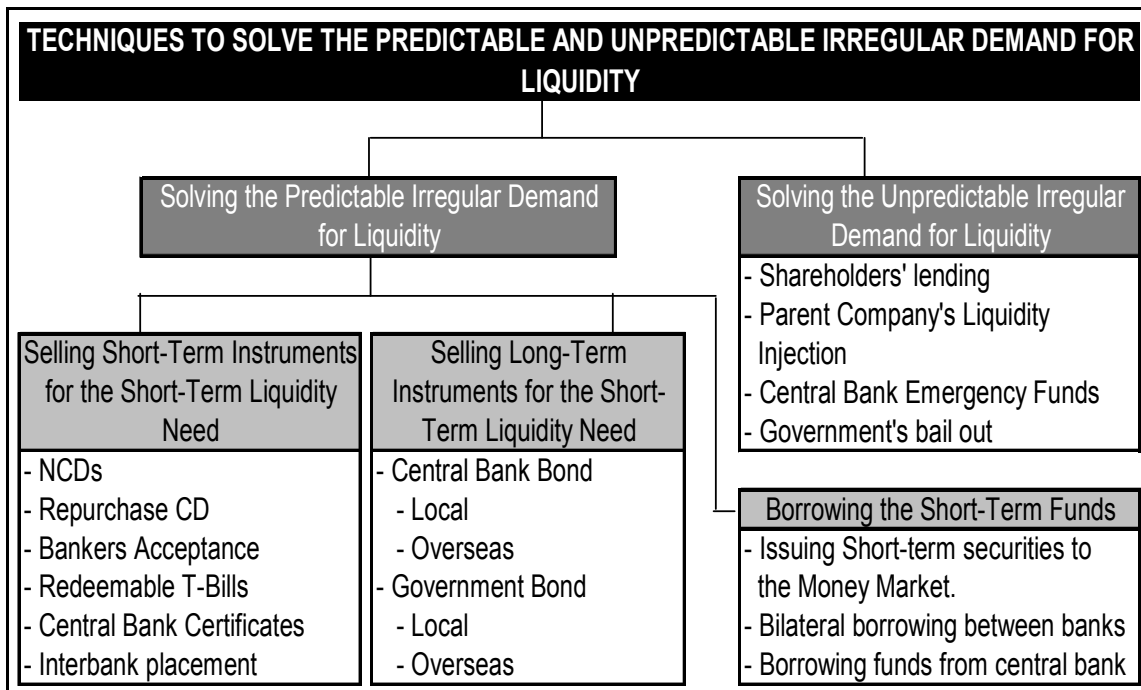 TECHNIQUES TO SOLVE THE PREDICTABLE AND UNPREDICTABLE IRREGULAR DEMAND FOR
LIQUIDITY
Solving the Predictable Irregular Demand
for Liquidity
Solving the Unpredictable Irregular
Demand for Liquidity
- Shareholders' lending
- Parent Company's Liquidity
Injection
- Central Bank Emergency Funds
- Government's bail out
Selling Short-Term Instruments
for the Short-Term Liquidity
Need
- NCDs
- Repurchase CD
- Bankers Acceptance
- Redeemable T-Bills
- Central Bank Certificates
- Interbank placement
Selling Long-Term
Instruments for the Short-
Term Liquidity Need
- Central Bank Bond
- Local
- Overseas
- Government Bond
- Local
- Overseas
Borrowing the Short-Term Funds
- Issuing Short-term securities to
the Money Market.
- Bilateral borrowing between banks
- Borrowing funds from central bank